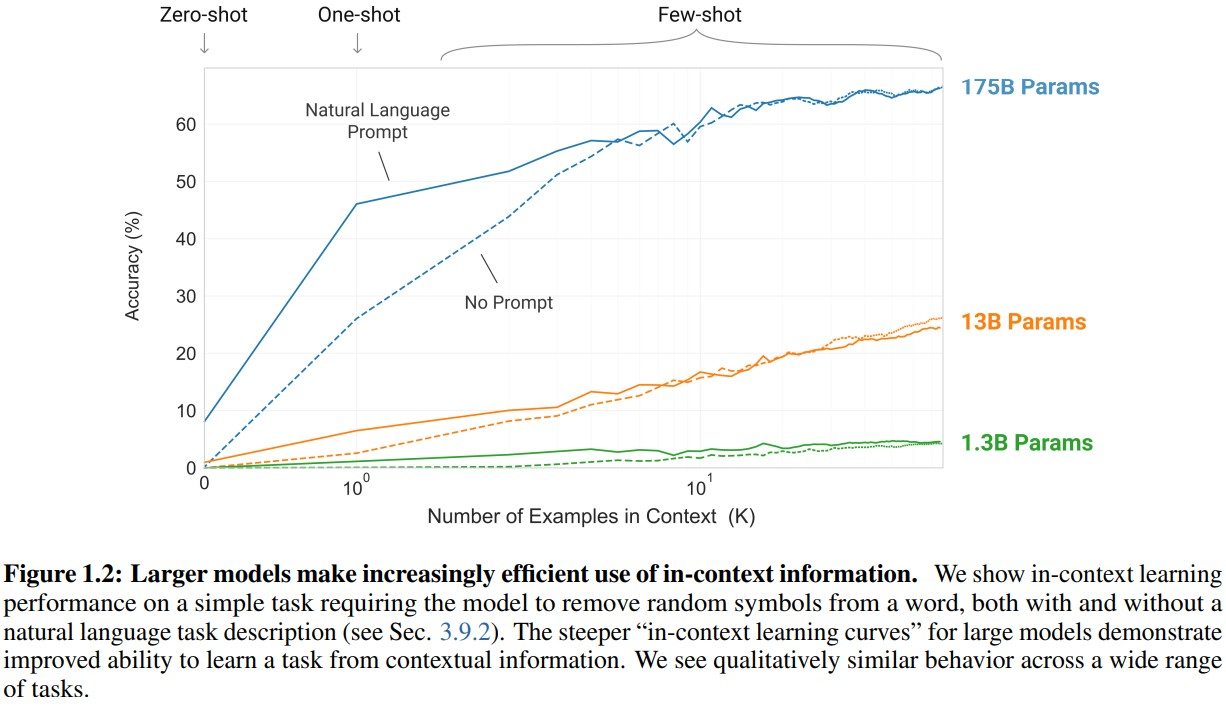 Zero-shot
One-shot
Few-shot
175B Params
Natural Language
Prompt
60
50
40
30
20
10
0
Accuracy (%)
No Prompt
13B Params
1.3B Params
0
10⁰
10¹
Number of Examples in Context (K)
Figure 1.2: Larger models make increasingly efficient use of in-context information. We show in-context learning
performance on a simple task requiring the model to remove random symbols from a word, both with and without a
natural language task description (see Sec. 3.9.2). The steeper “in-context learning curves” for large models demonstrate
improved ability to learn a task from contextual information. We see qualitatively similar behavior across a wide range
of tasks.